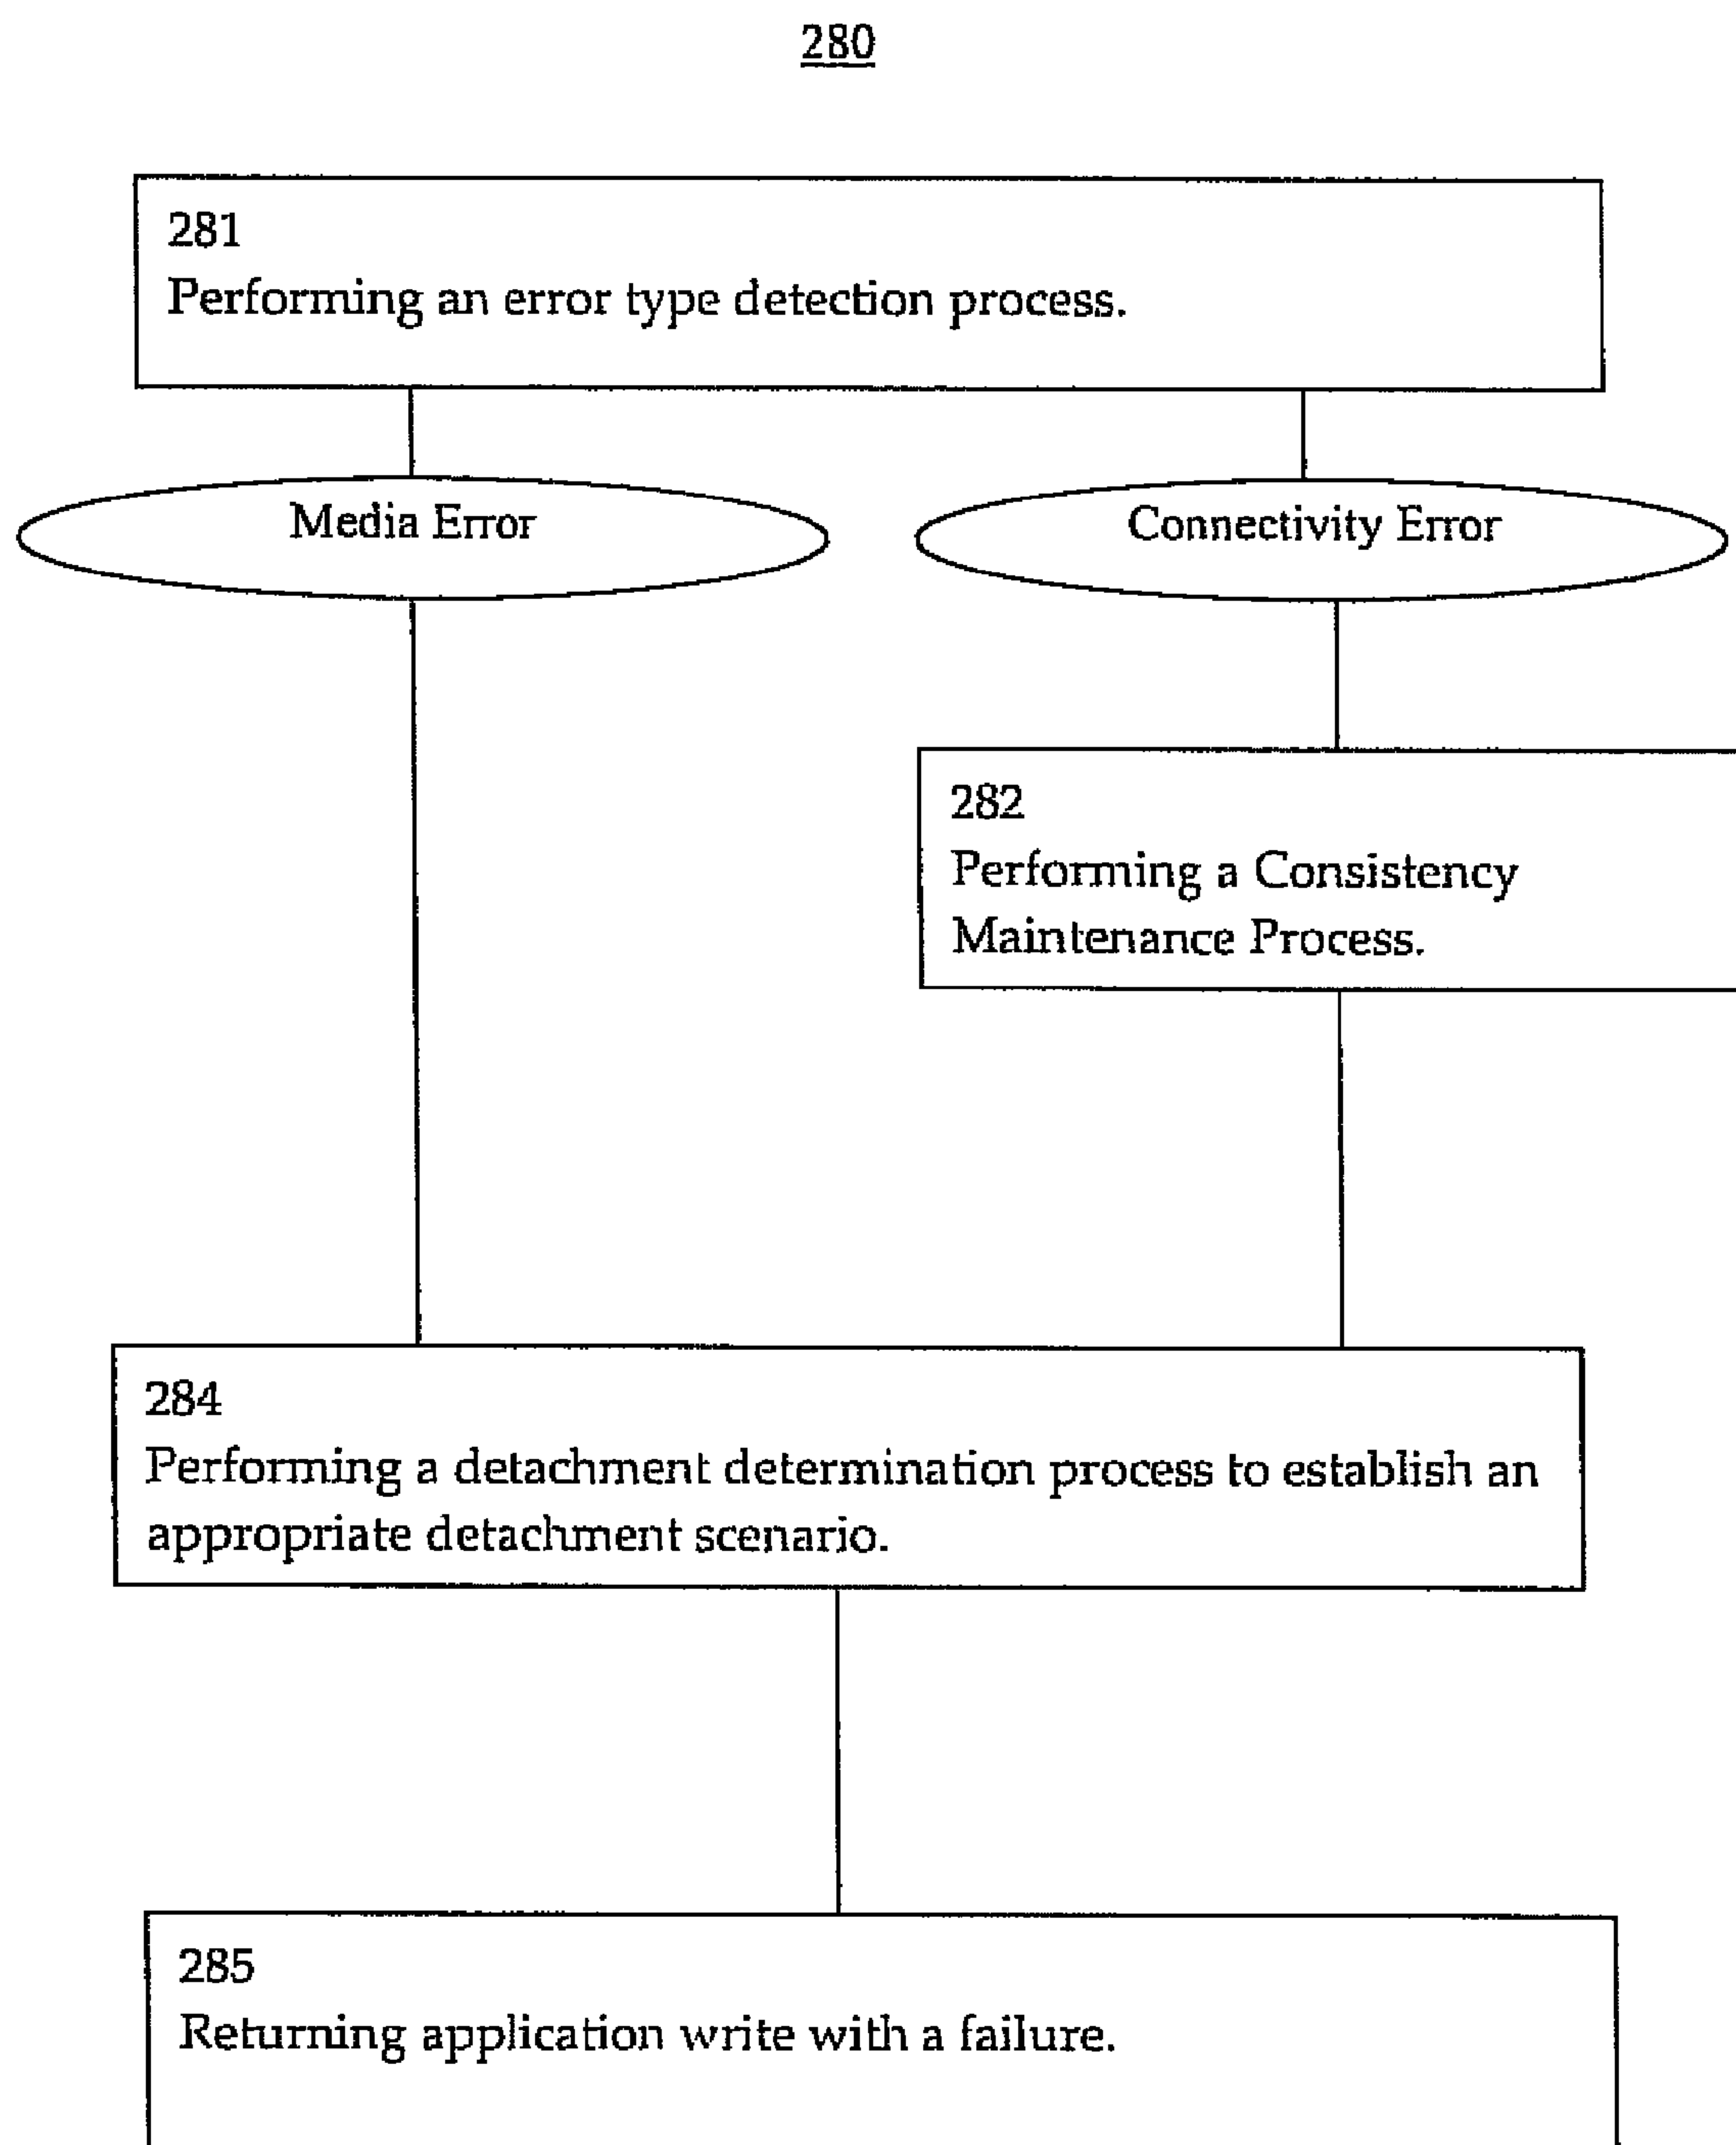 280
281
Performing an error type detection process.
Media Error
Connectivity Error
282
Performing a Consistency
Maintenance Process.
284
Performing a detachment determination process to establish an
appropriate detachment scenario.
285
Returning application write with a failure.